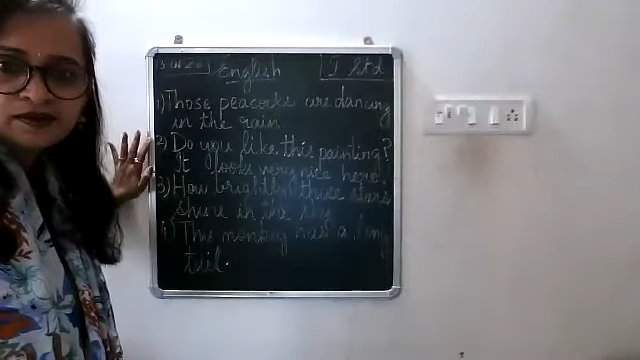 English
I Std
1) Those peacocks are dancing
in the rain
2) Do you like this painting?
It looks very nice here.
3) How brightly those stars
shine in the sky
4) This monkey has a long
tail.